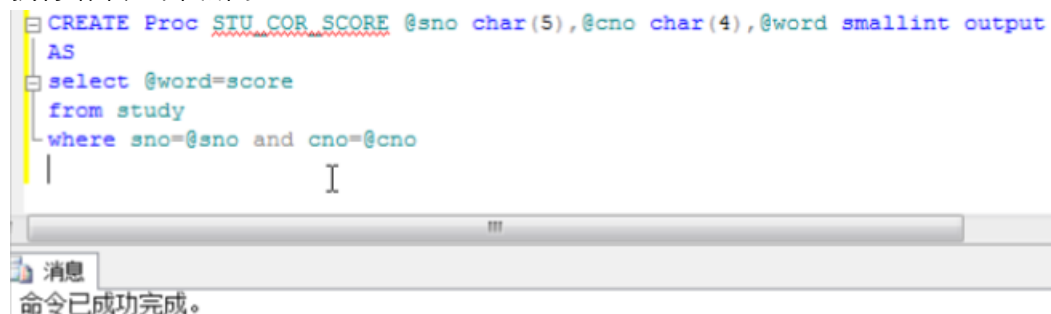 CREATE Proc STU_COR_SCORE @sno char(5),@cno char(4),@word smallint output
AS
select @word=score
from study
where sno=@sno and cno=@cno
消息
命令已成功完成。